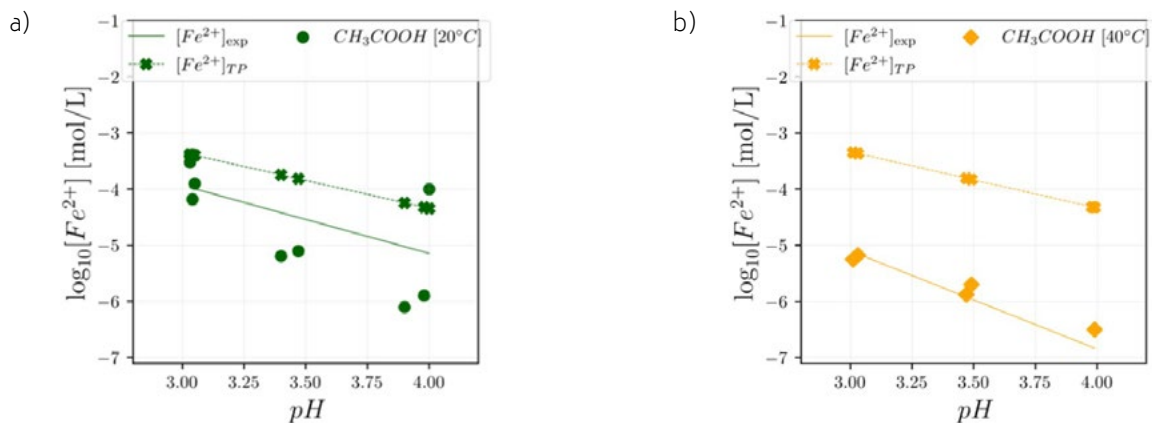 a)
[Fe²⁺]exp
CH₃COOH [20°C]
[Fe²⁺]TP
log₁₀[Fe²⁺] [mol/L]
−1
−2
−3
−4
−5
−6
−7
3.00 3.25 3.50 3.75 4.00
pH
b)
[Fe²⁺]exp
CH₃COOH [40°C]
[Fe²⁺]TP
log₁₀[Fe²⁺] [mol/L]
−1
−2
−3
−4
−5
−6
−7
3.00 3.25 3.50 3.75 4.00
pH